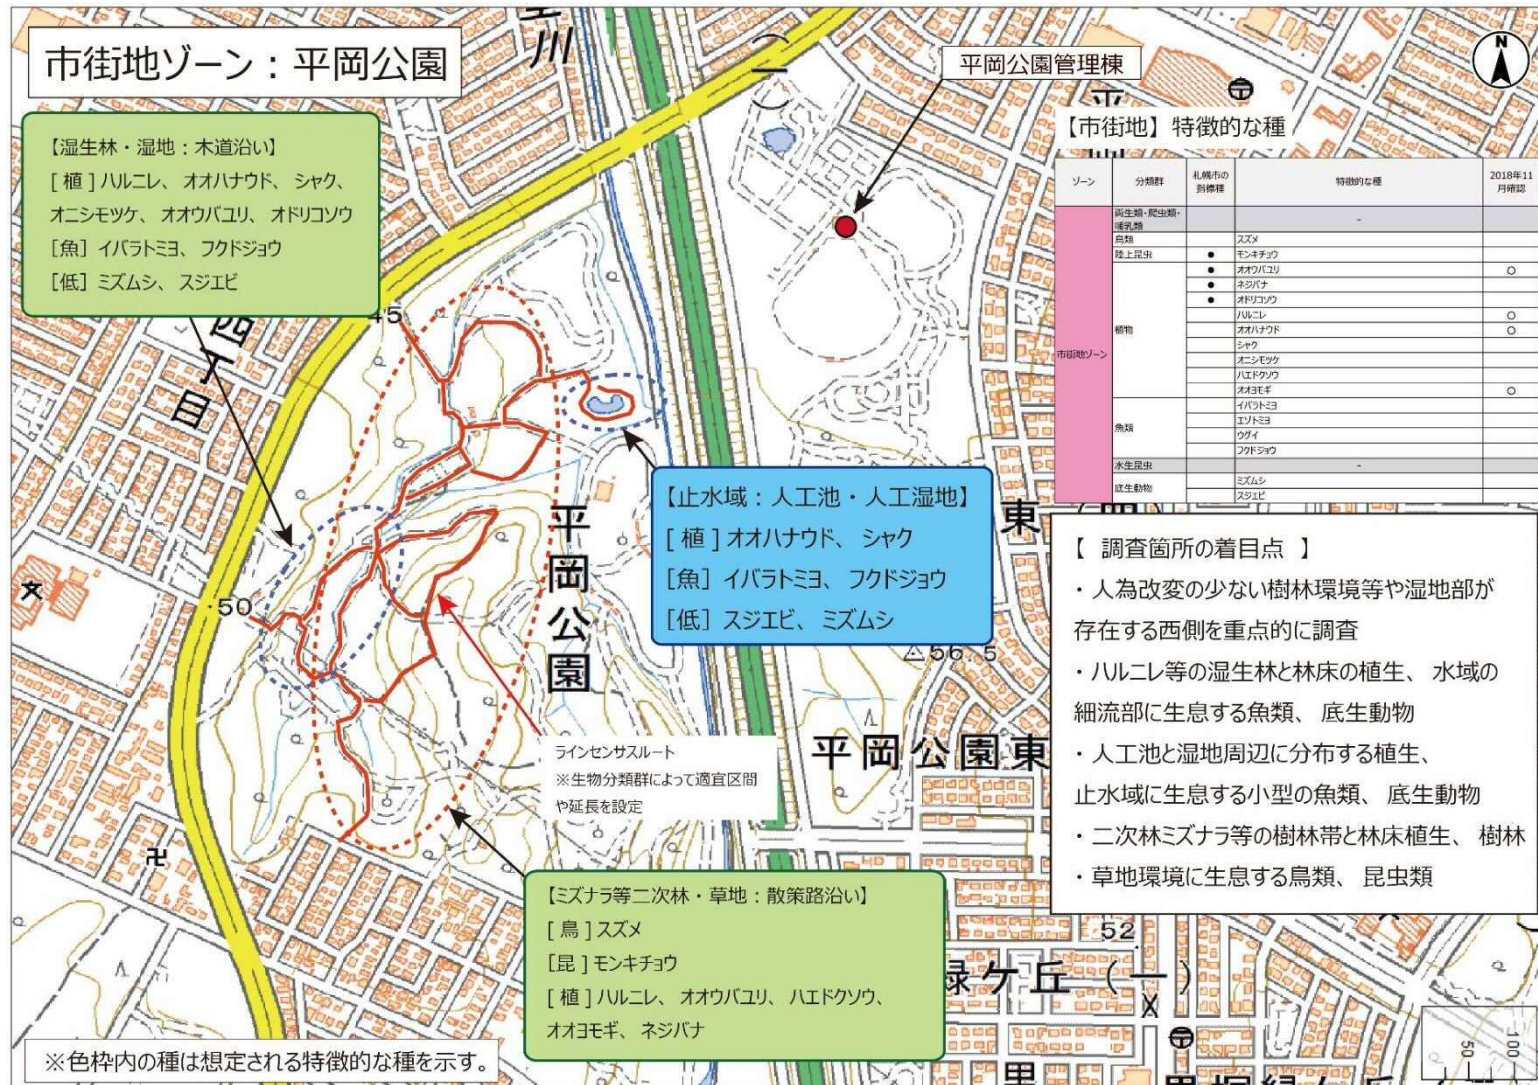 市街地ゾーン：平岡公園
平岡公園管理棟
N
【湿生林・湿地：木道沿い】
[ 植 ] ハルニレ、 オオハナウド、 シャク、
オニシモツケ、 オオウバユリ、 オドリコソウ
[魚] イバラトミヨ、 フクドジョウ
[低] ミズムシ、 スジエビ
【市街地】特徴的な種
ゾーン 分類群 札幌市の指標種 特徴的な種 2018年11月確認
市街地ゾーン
両生類・爬虫類・哺乳類 -
鳥類 スズメ
陸上昆虫 ● モンキチョウ
植物 ● オオウバユリ ○
● ネジバナ
● オドリコソウ
ハルニレ ○
オオハナウド ○
シャク
オニシモツケ
ハエドクソウ
オオヨモギ ○
魚類 イバラトミヨ
エゾトミヨ
ウグイ
フクドジョウ
水生昆虫 -
底生動物 ミズムシ
スジエビ
川
四丁目
45
50
文
平岡公園
【止水域：人工池・人工湿地】
[ 植 ] オオハナウド、 シャク
[魚] イバラトミヨ、 フクドジョウ
[低] スジエビ、 ミズムシ
東
56.5
平岡公園東
【 調査箇所の着目点 】
・人為改変の少ない樹林環境等や湿地部が
存在する西側を重点的に調査
・ハルニレ等の湿生林と林床の植生、 水域の
細流部に生息する魚類、 底生動物
・人工池と湿地周辺に分布する植生、
止水域に生息する小型の魚類、 底生動物
・二次林ミズナラ等の樹林帯と林床植生、 樹林
・草地環境に生息する鳥類、 昆虫類
ラインセンサスルート
※生物分類群によって適宜区間
や延長を設定
【ミズナラ等二次林・草地：散策路沿い】
[ 鳥 ] スズメ
[昆] モンキチョウ
[ 植 ] ハルニレ、 オオウバユリ、 ハエドクソウ、
オオヨモギ、 ネジバナ
52
緑ケ丘（一）
50
100
※色枠内の種は想定される特徴的な種を示す。